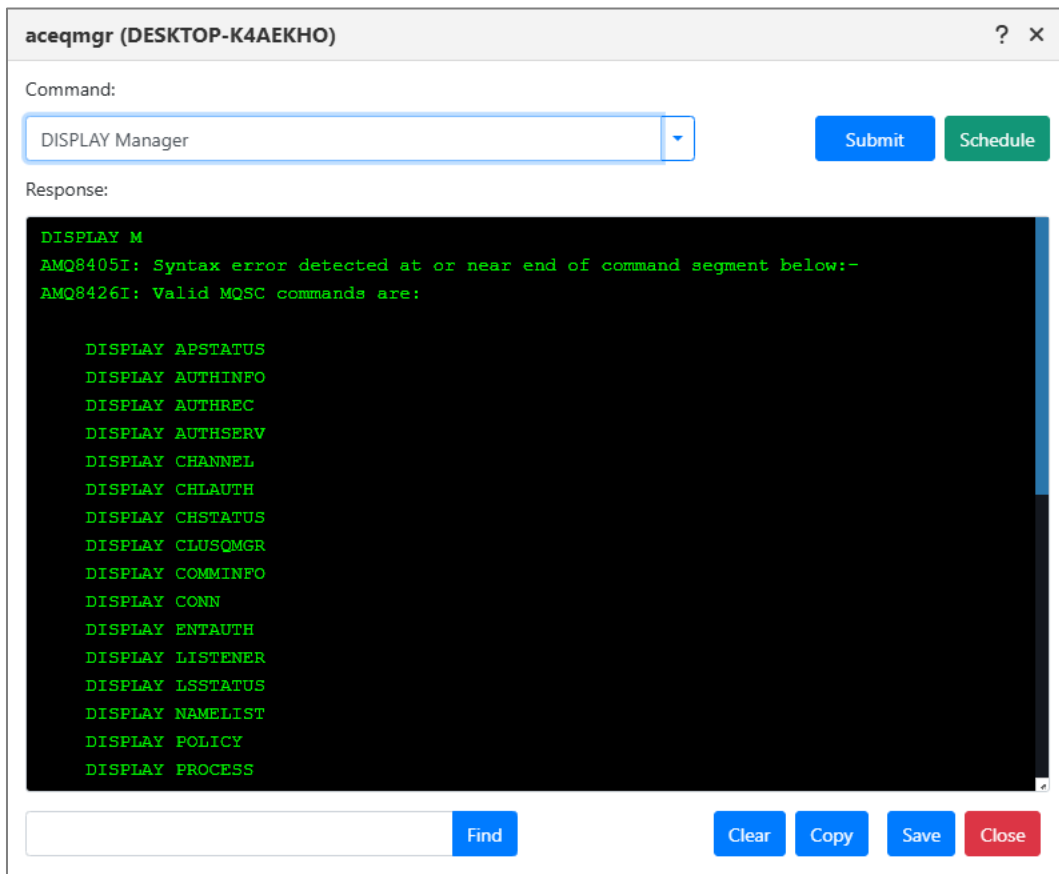 aceqmgr (DESKTOP-K4AEKHO) ? ×
Command:
DISPLAY Manager
Submit Schedule
Response:
DISPLAY M
AMQ8405I: Syntax error detected at or near end of command segment below:-
AMQ8426I: Valid MQSC commands are:
DISPLAY APSTATUS
DISPLAY AUTHINFO
DISPLAY AUTHREC
DISPLAY AUTHSERV
DISPLAY CHANNEL
DISPLAY CHLAUTH
DISPLAY CHSTATUS
DISPLAY CLUSQMGR
DISPLAY COMMINFO
DISPLAY CONN
DISPLAY ENTAUTH
DISPLAY LISTENER
DISPLAY LSSTATUS
DISPLAY NAMELIST
DISPLAY POLICY
DISPLAY PROCESS
Find Clear Copy Save Close